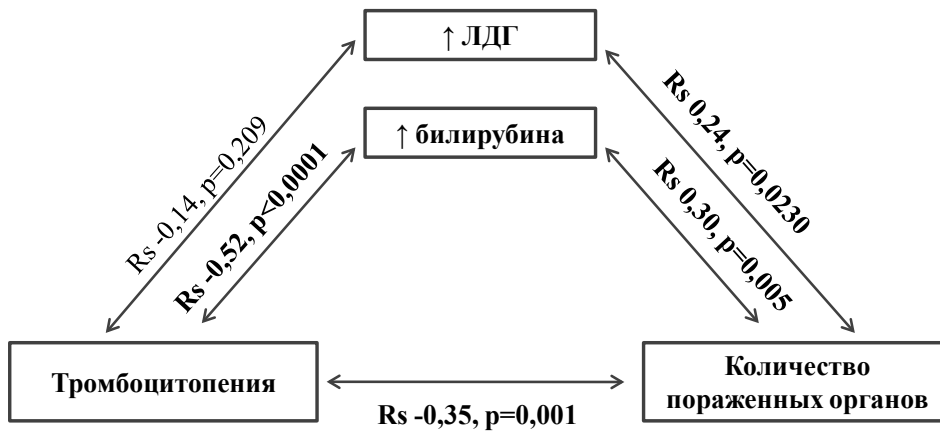 ↑ ЛДГ
↑ билирубина
Rs -0,14, p=0,209
Rs -0,52, p<0,0001
Rs 0,24, p=0,0230
Rs 0,30, p=0,005
Тромбоцитопения
Количество
пораженных органов
Rs -0,35, p=0,001